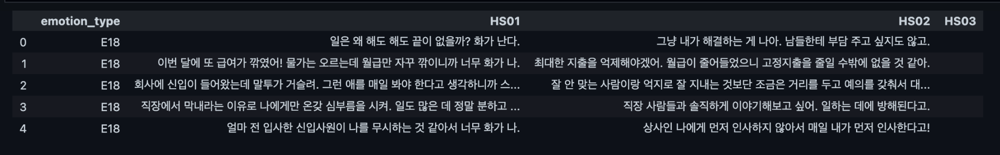 emotion_type HS01 HS02 HS03
0 E18 일은 왜 해도 해도 끝이 없을까? 화가 난다. 그냥 내가 해결하는 게 나아. 남들한테 부담 주고 싶지도 않고.
1 E18 이번 달에 또 급여가 깎였어! 물가는 오르는데 월급만 자꾸 깎이니까 너무 화가 나. 최대한 지출을 억제해야겠어. 월급이 줄어들었으니 고정지출을 줄일 수밖에 없을 것 같아.
2 E18 회사에 신입이 들어왔는데 말투가 거슬려. 그런 애를 매일 봐야 한다고 생각하니까 스... 잘 안 맞는 사람이랑 억지로 잘 지내는 것보단 조금은 거리를 두고 예의를 갖춰서 대...
3 E18 직장에서 막내라는 이유로 나에게만 온갖 심부름을 시켜. 일도 많은 데 정말 분하고 ... 직장 사람들과 솔직하게 이야기해보고 싶어. 일하는 데에 방해된다고.
4 E18 얼마 전 입사한 신입사원이 나를 무시하는 것 같아서 너무 화가 나. 상사인 나에게 먼저 인사하지 않아서 매일 내가 먼저 인사한다고!